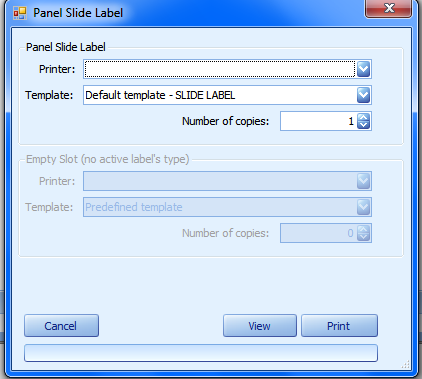 Panel Slide Label
Panel Slide Label
Printer:
Template: Default template - SLIDE LABEL
Number of copies: 1
Empty Slot (no active label's type)
Printer:
Template: Predefined template
Number of copies: 0
Cancel View Print